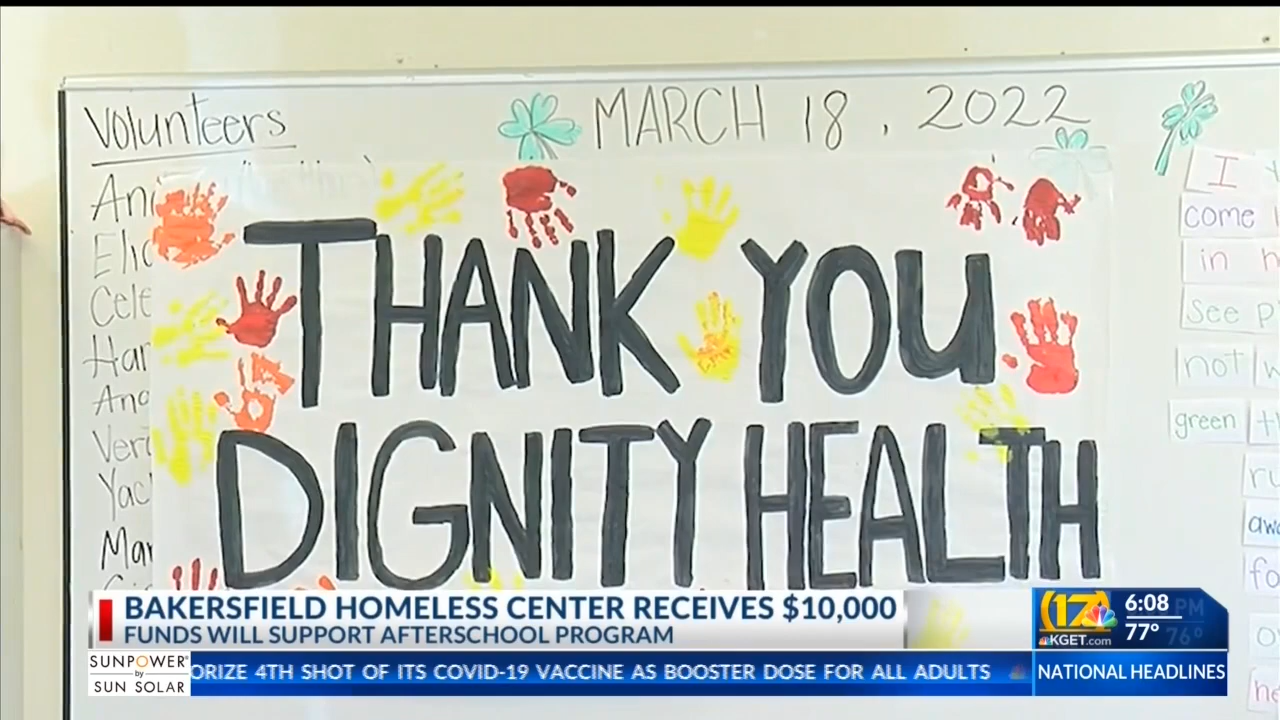 Volunteers
MARCH 18, 2022
THANK YOU
DIGNITY HEALTH
I
come
in
see
not
green
BAKERSFIELD HOMELESS CENTER RECEIVES $10,000
FUNDS WILL SUPPORT AFTERSCHOOL PROGRAM
17
KGET.com
6:08
77°
SUNPOWER®
by
SUN SOLAR
ORIZE 4TH SHOT OF ITS COVID-19 VACCINE AS BOOSTER DOSE FOR ALL ADULTS
NATIONAL HEADLINES